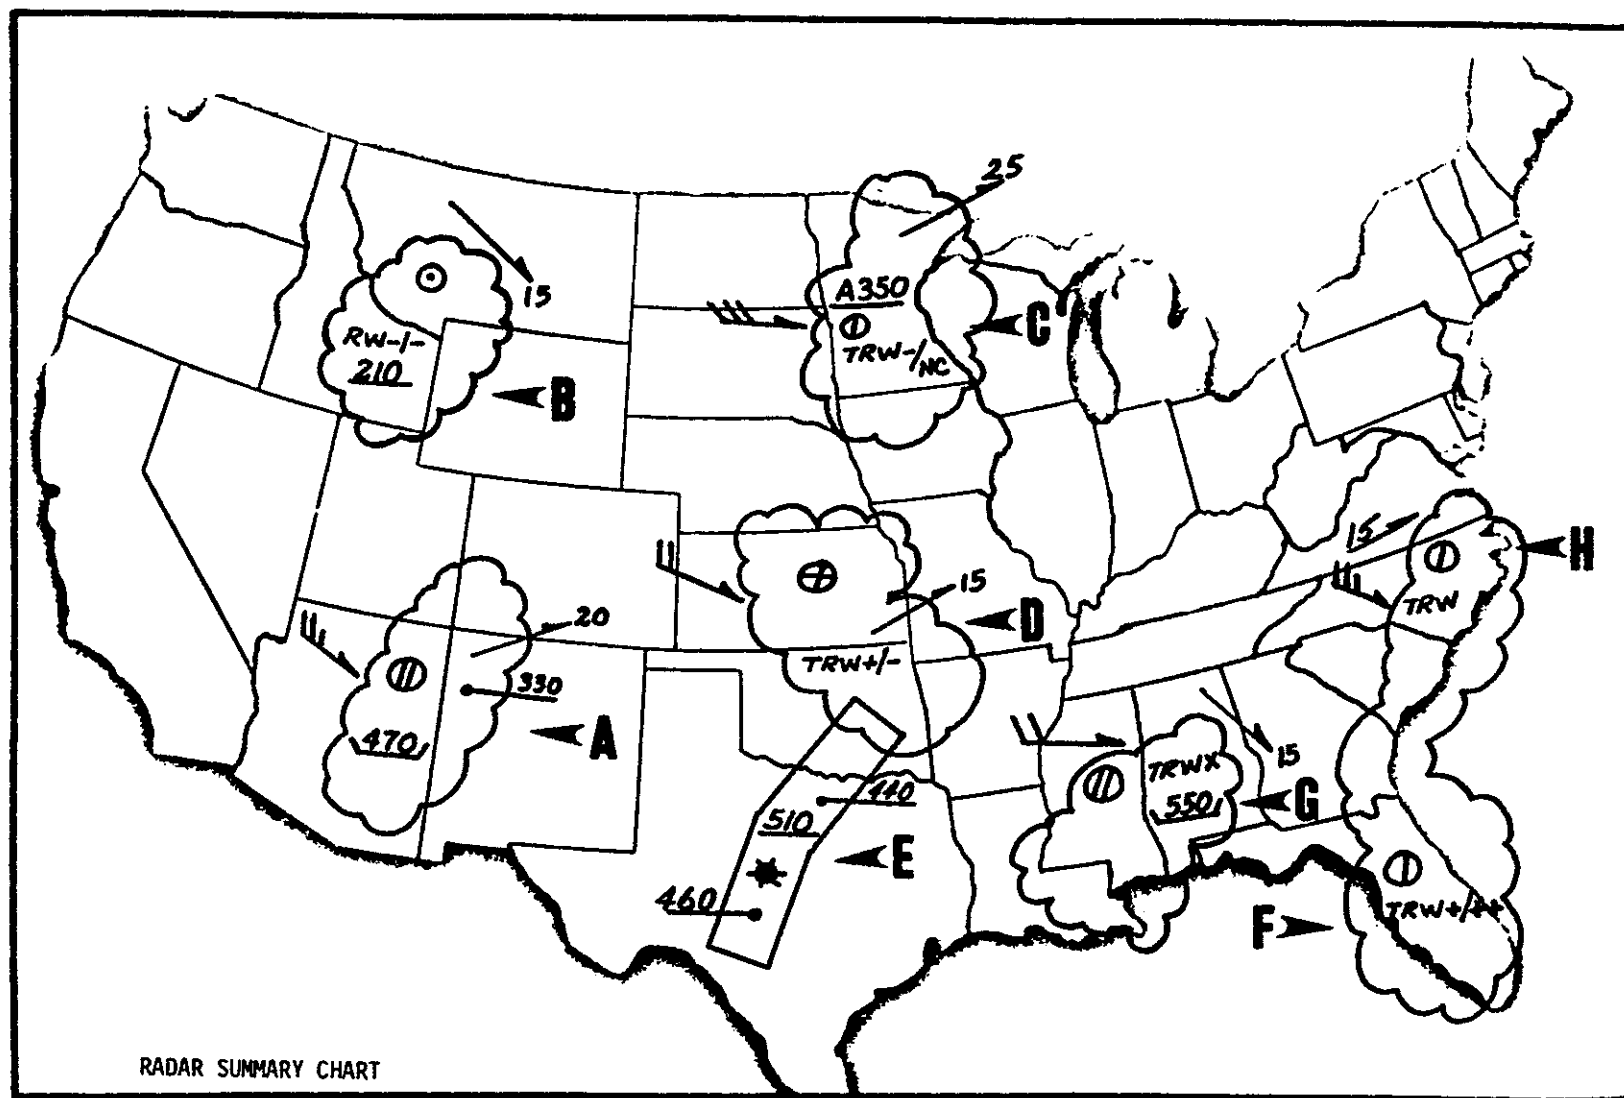 25
15
A350
C
RW-/-
210
TRW-/NC
B
15
H
TRW
20
15
D
TRW+/-
330
470
A
TRWX
15
550
G
440
510
E
460
F
TRW+/++
RADAR SUMMARY CHART
15